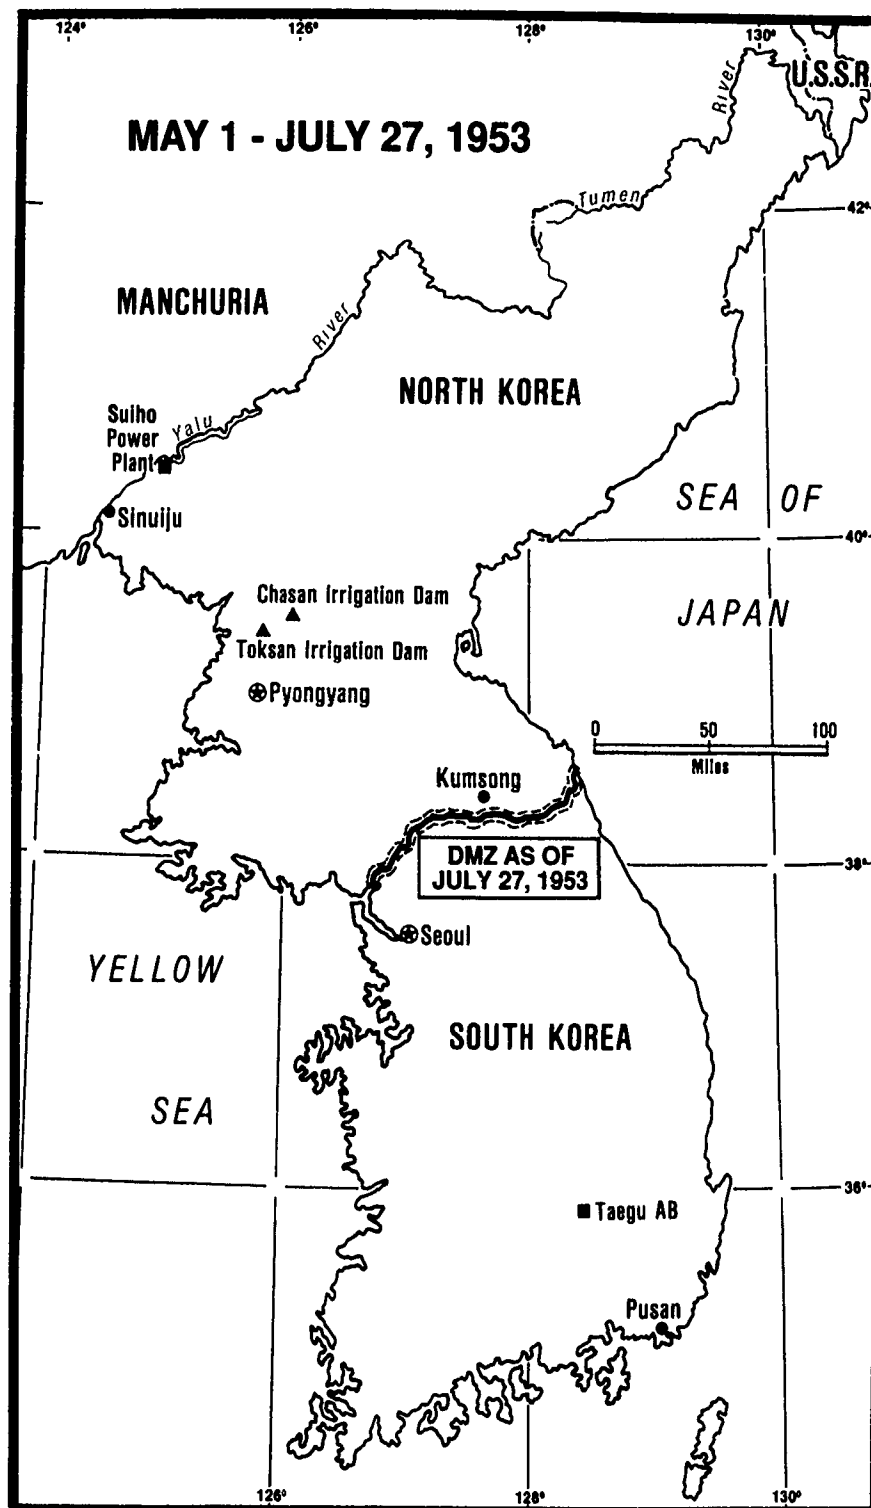 124°
126°
128°
130°
U.S.S.R.
MAY 1 - JULY 27, 1953
River
Tumen
42°
MANCHURIA
River
NORTH KOREA
Suiho
Power
Plant
Yalu
Sinuiju
SEA OF
40°
JAPAN
Chasan Irrigation Dam
Toksan Irrigation Dam
Pyongyang
0 50 100
Miles
Kumsong
DMZ AS OF
JULY 27, 1953
38°
Seoul
YELLOW
SEA
SOUTH KOREA
36°
Taegu AB
Pusan
126°
128°
130°